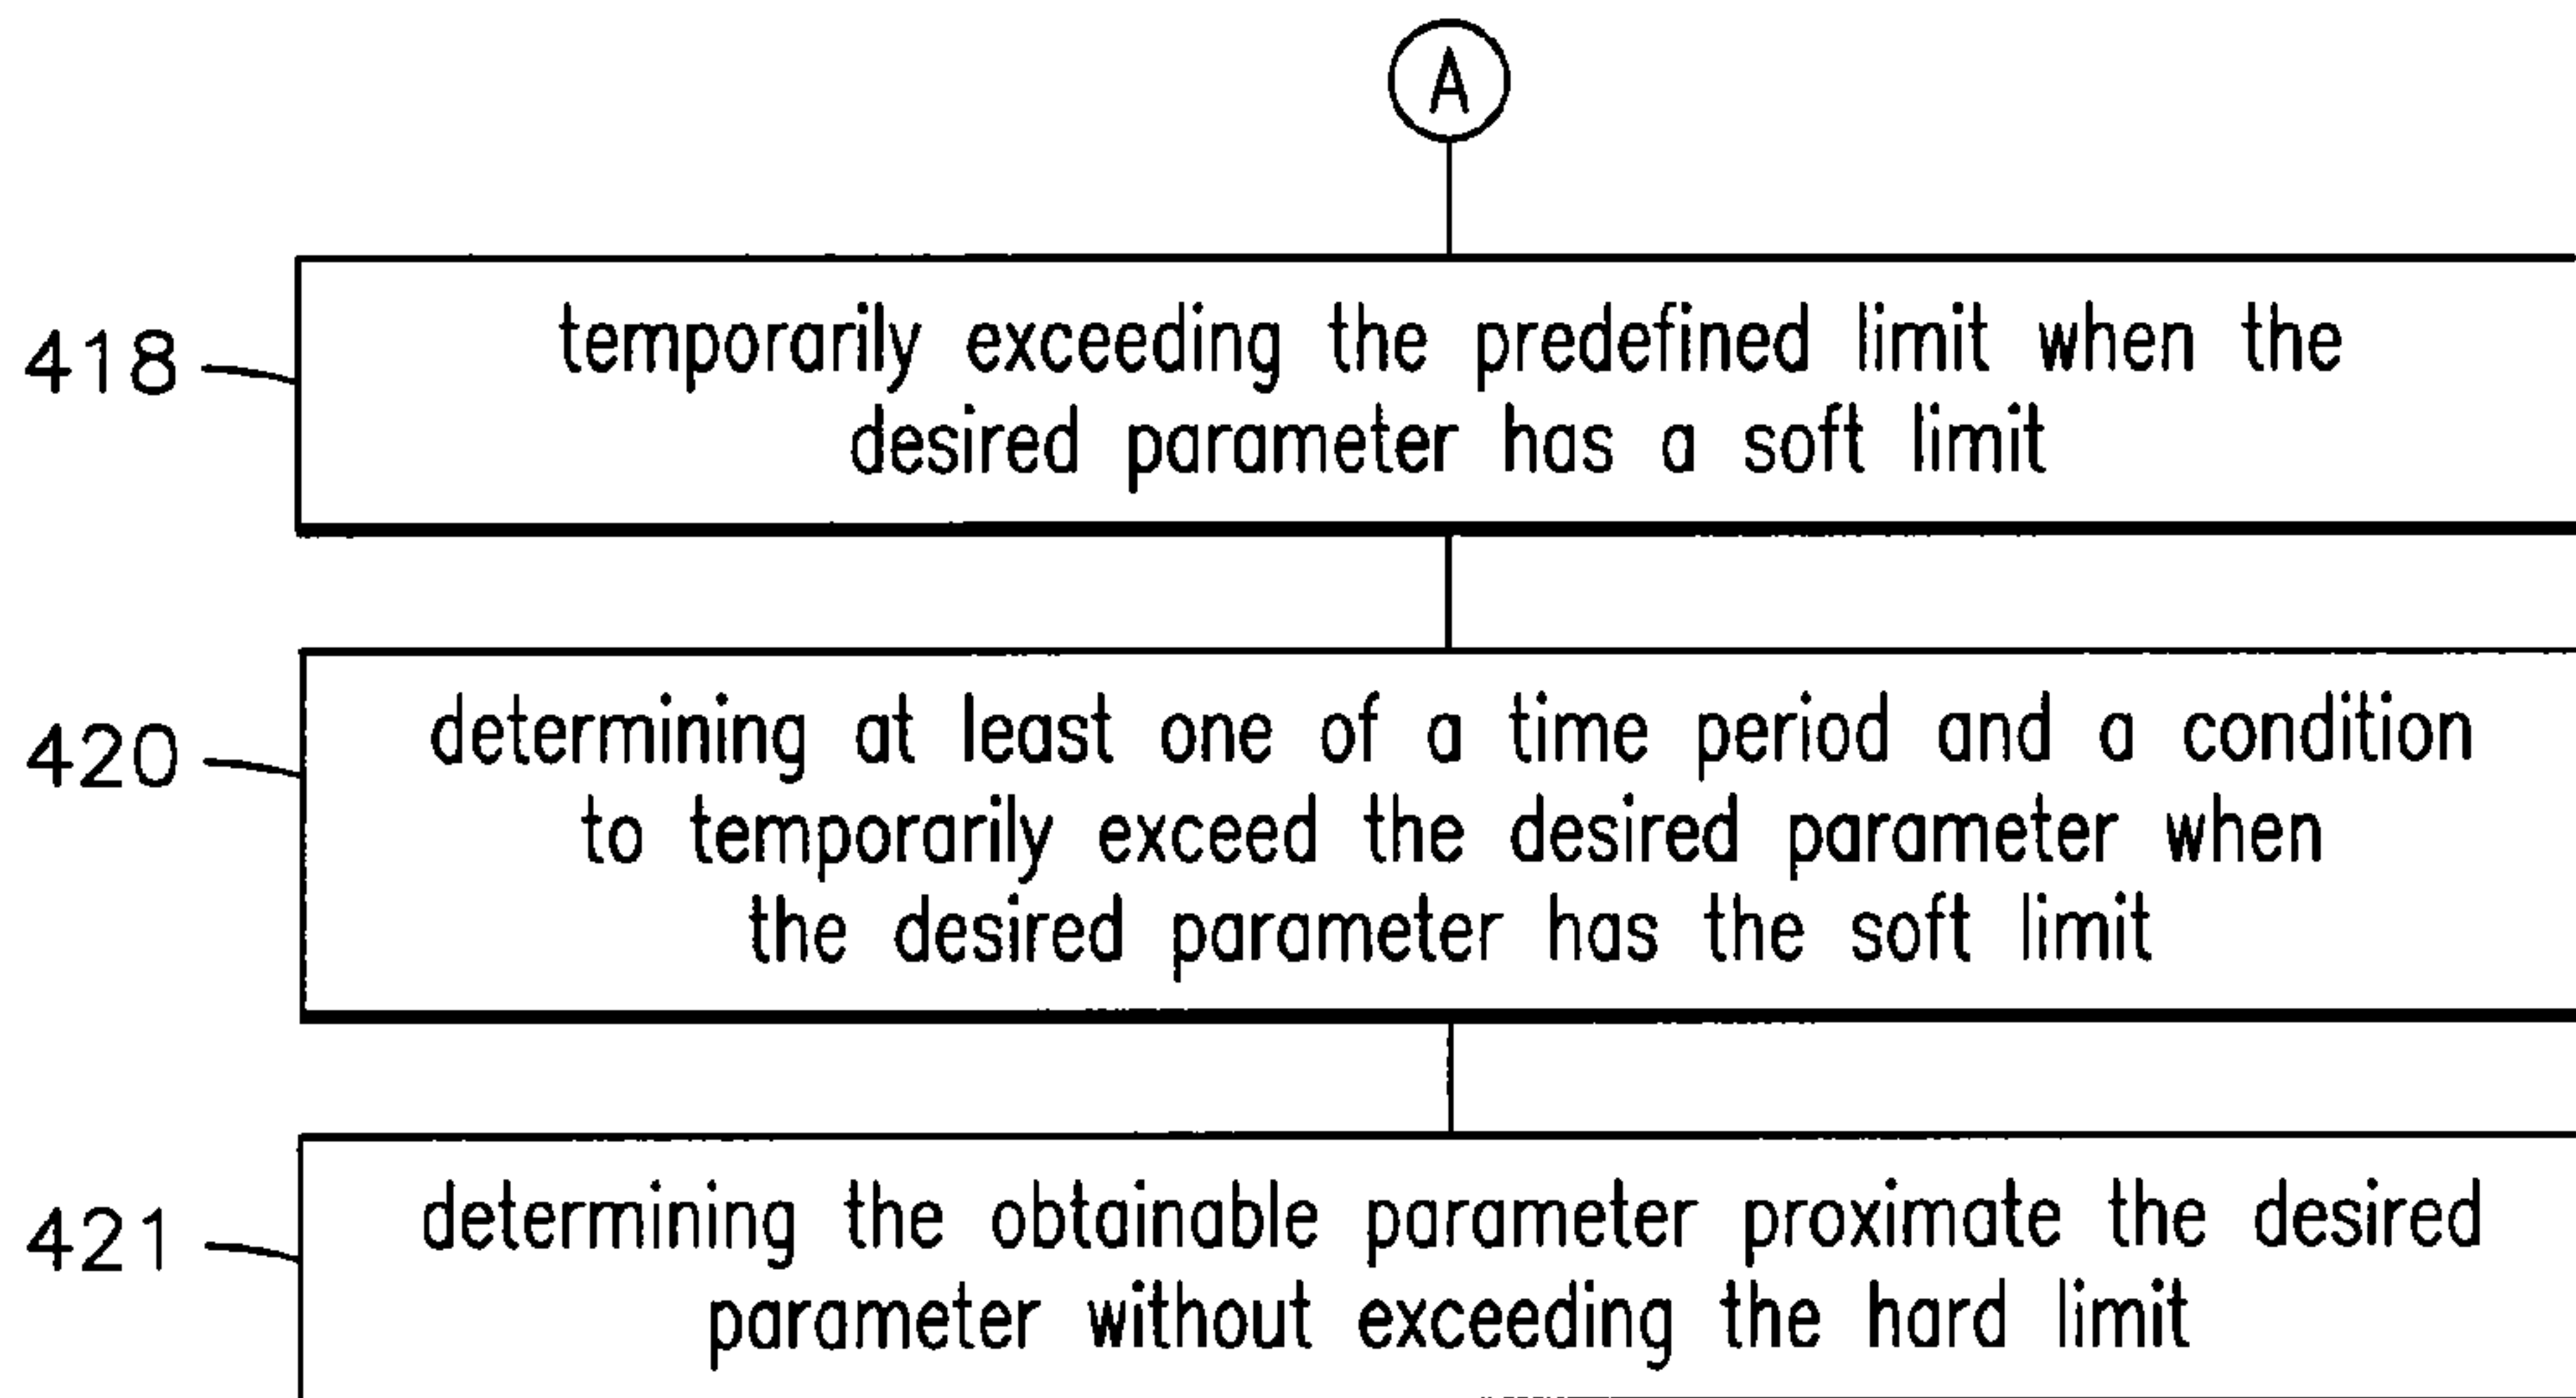 A
418
temporarily exceeding the predefined limit when the
desired parameter has a soft limit
420
determining at least one of a time period and a condition
to temporarily exceed the desired parameter when
the desired parameter has the soft limit
421
determining the obtainable parameter proximate the desired
parameter without exceeding the hard limit